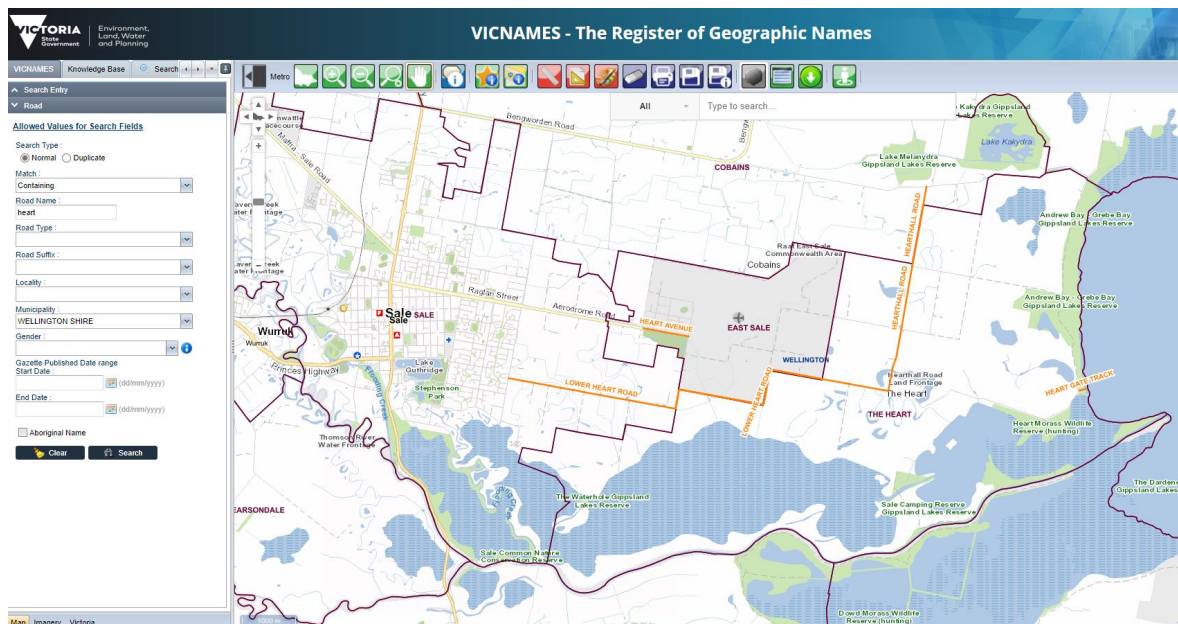 VICTORIA
State
Government
Environment,
Land, Water
and Planning
VICNAMES - The Register of Geographic Names
VICNAMES
Knowledge Base
Search
Metro
Search Entry
Road
Allowed Values for Search Fields
Search Type :
Normal
Duplicate
Match :
Containing
Road Name :
heart
Road Type :
Road Suffix :
Locality :
Municipality :
WELLINGTON SHIRE
Gender :
Gazette Published Date range
Start Date :
(dd/mm/yyyy)
End Date :
(dd/mm/yyyy)
Aboriginal Name
Clear
Search
Map
Imagery
Victoria
All
Type to search...
Bengworden Road
Maffra - Sale Road
COBAINS
Lake Melanydra
Gippsland Lakes Reserve
Lake Kakydra
Lakes Reserve
HEARTHALL ROAD
Andrew Bay - Grebe Bay
Gippsland Lakes Reserve
Commonwealth Area
Cobains
HEARTHALL ROAD
Andrew Bay - Grebe Bay
Gippsland Lakes Reserve
Raglan Street
Aerodrome Road
HEART AVENUE
EAST SALE
Sale
SALE
Sale
Wurruk
Wurruk
Princes Highway
Flooding Creek
Lake
Guthridge
Stephenson
Park
LOWER HEART ROAD
LOWER HEART ROAD
WELLINGTON
Hearthall Road
Land Frontage
The Heart
HEART GATE TRACK
THE HEART
Heart Morass Wildlife
Reserve (hunting)
Thomson River
Water Frontage
The Waterhole Gippsland
Lakes Reserve
Sale Camping Reserve
Gippsland Lakes Reserve
The Dardene
Gippsland Lakes
EARSONDALE
Sale Common Nature
Conservation Reserve
Dowd Morass Wildlife
Reserve (hunting)
1000 m